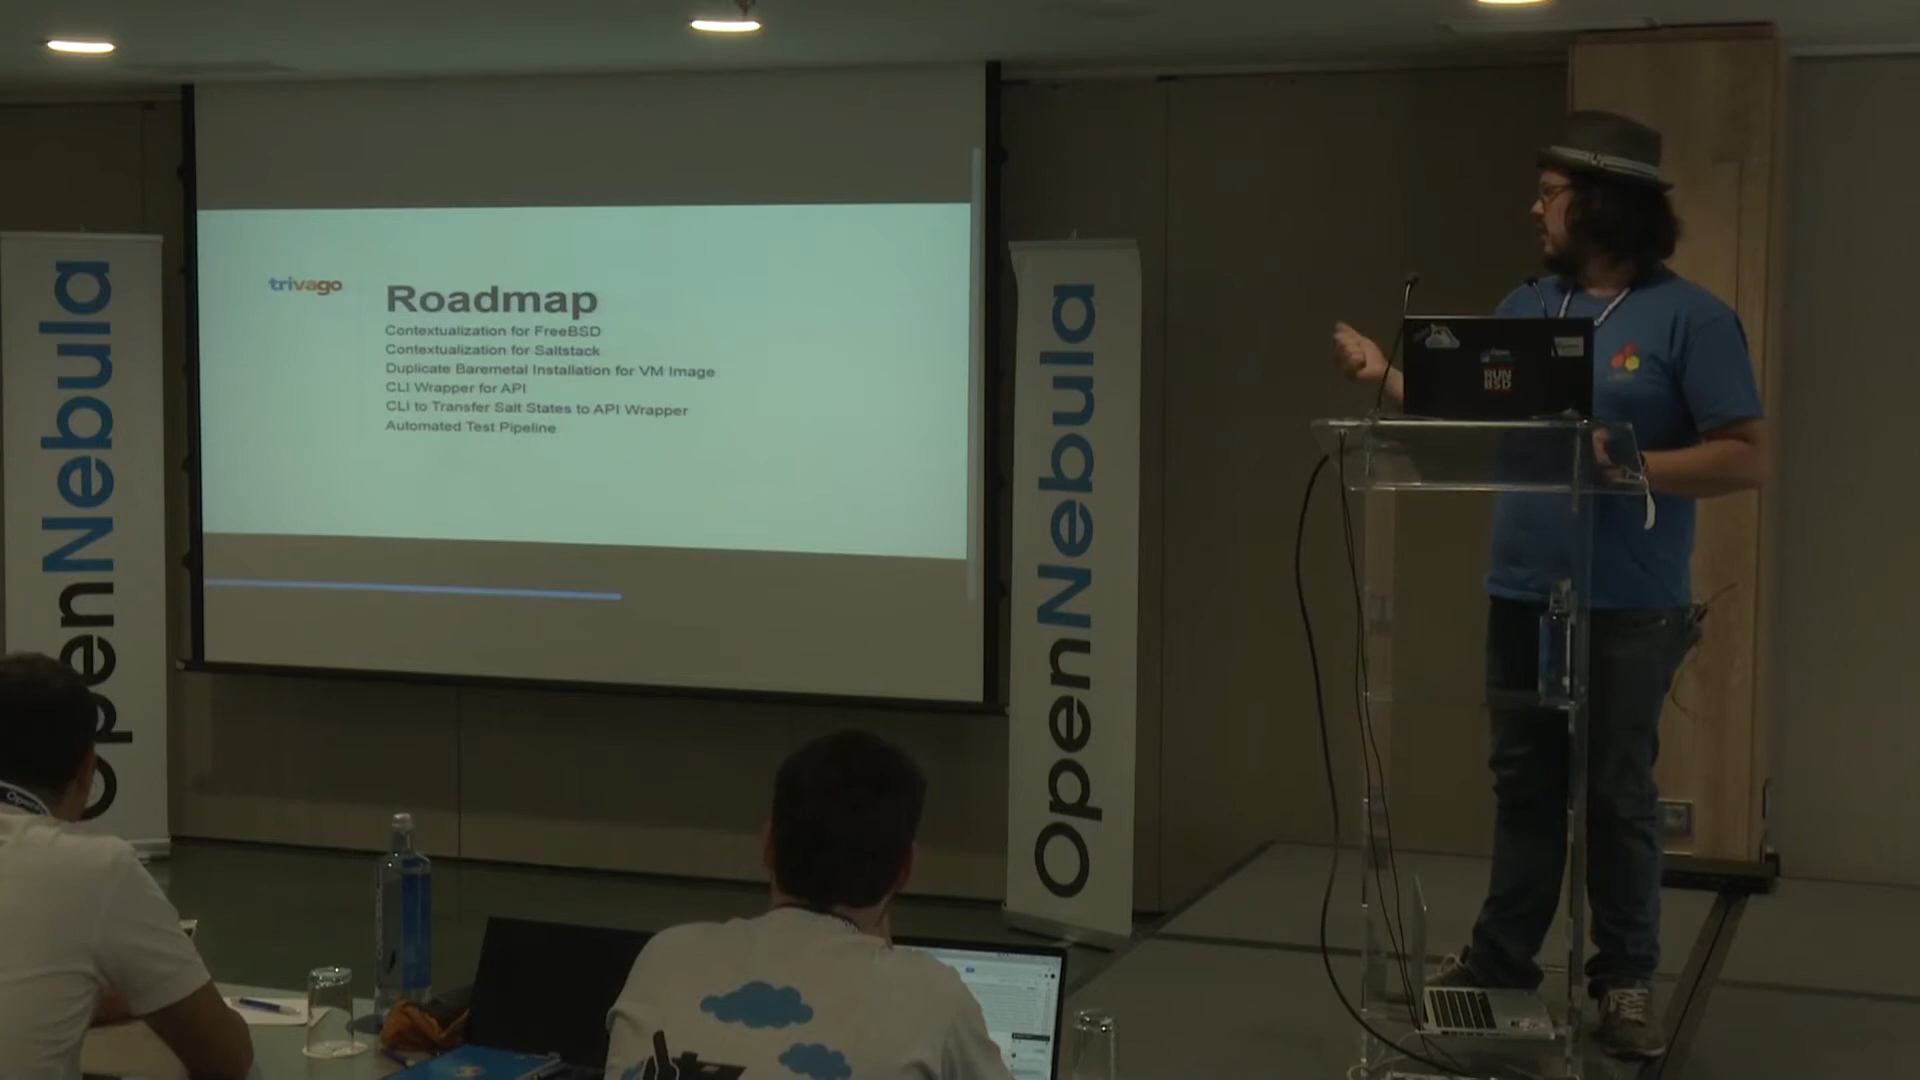 OpenNebula
trivago
Roadmap
Contextualization for FreeBSD
Contextualization for Saltstack
Duplicate Baremetal Installation for VM Image
CLI Wrapper for API
CLI to Transfer Salt States to API Wrapper
Automated Test Pipeline
OpenNebula
RUN
BSD